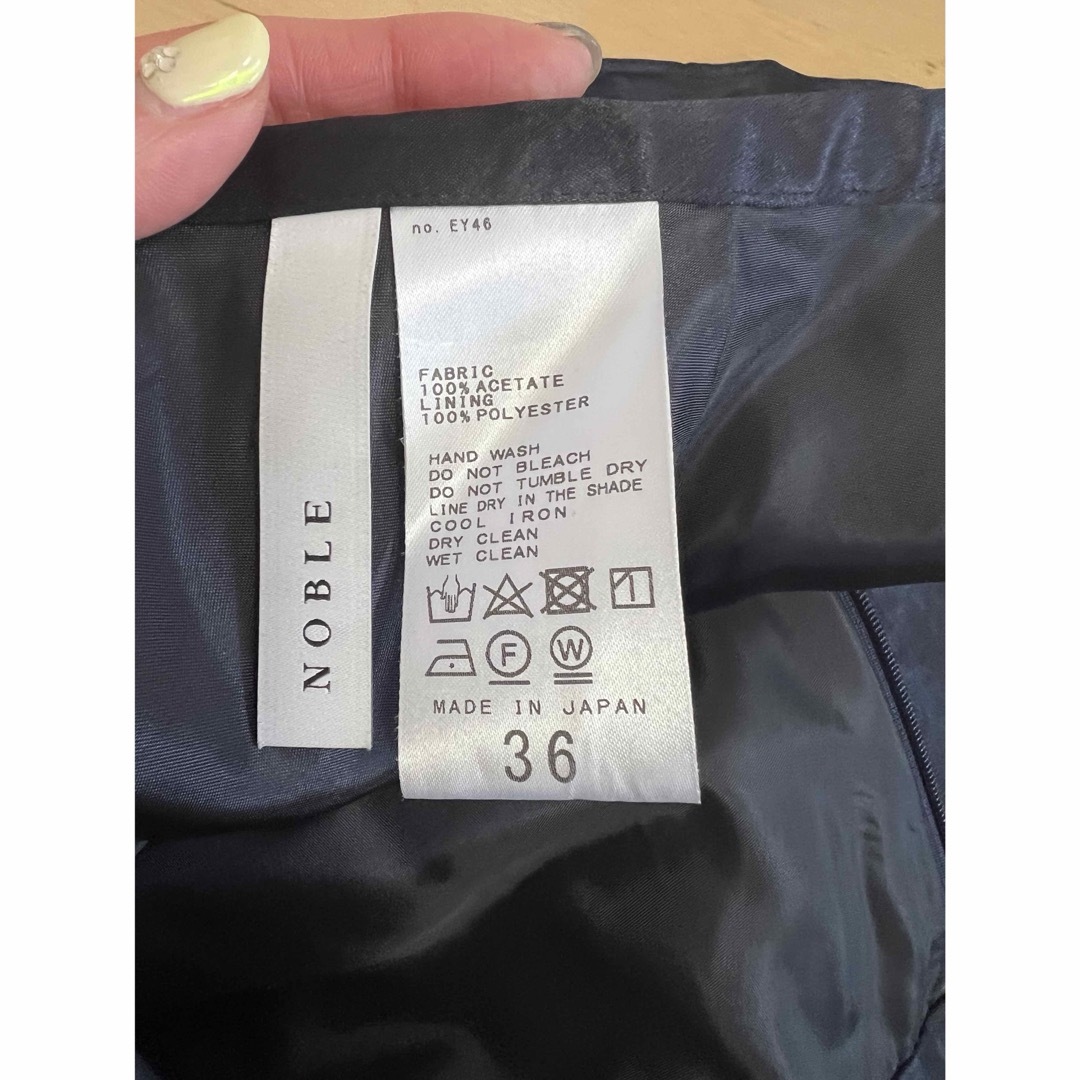 NOBLE
no. EY46
FABRIC
100% ACETATE
LINING
100% POLYESTER
HAND WASH
DO NOT BLEACH
DO NOT TUMBLE DRY
LINE DRY IN THE SHADE
COOL IRON
DRY CLEAN
WET CLEAN
F W
MADE IN JAPAN
36